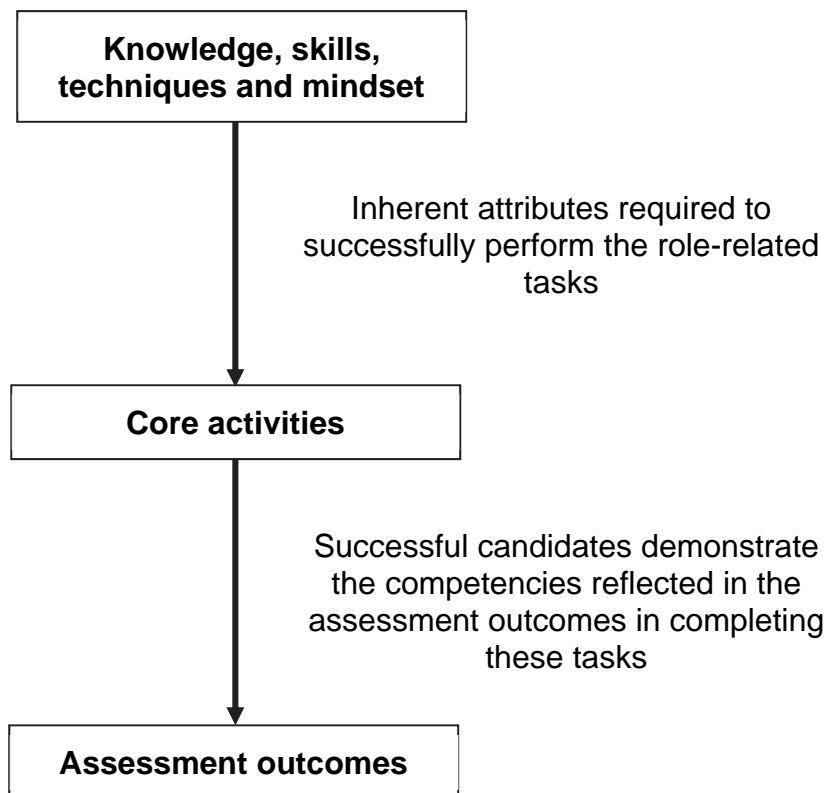 Knowledge, skills,
techniques and mindset
Inherent attributes required to
successfully perform the role-related
tasks
Core activities
Successful candidates demonstrate
the competencies reflected in the
assessment outcomes in completing
these tasks
Assessment outcomes